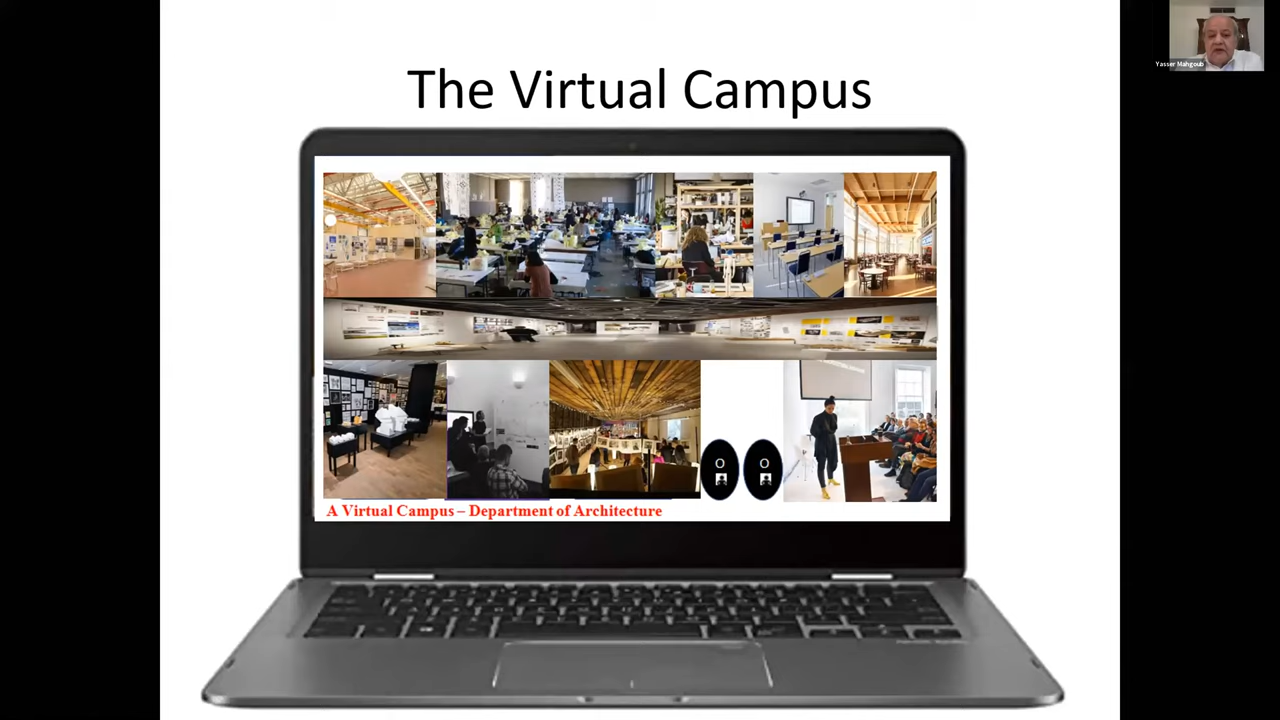 The Virtual Campus
Yasser Mahgoub
O O
A Virtual Campus – Department of Architecture